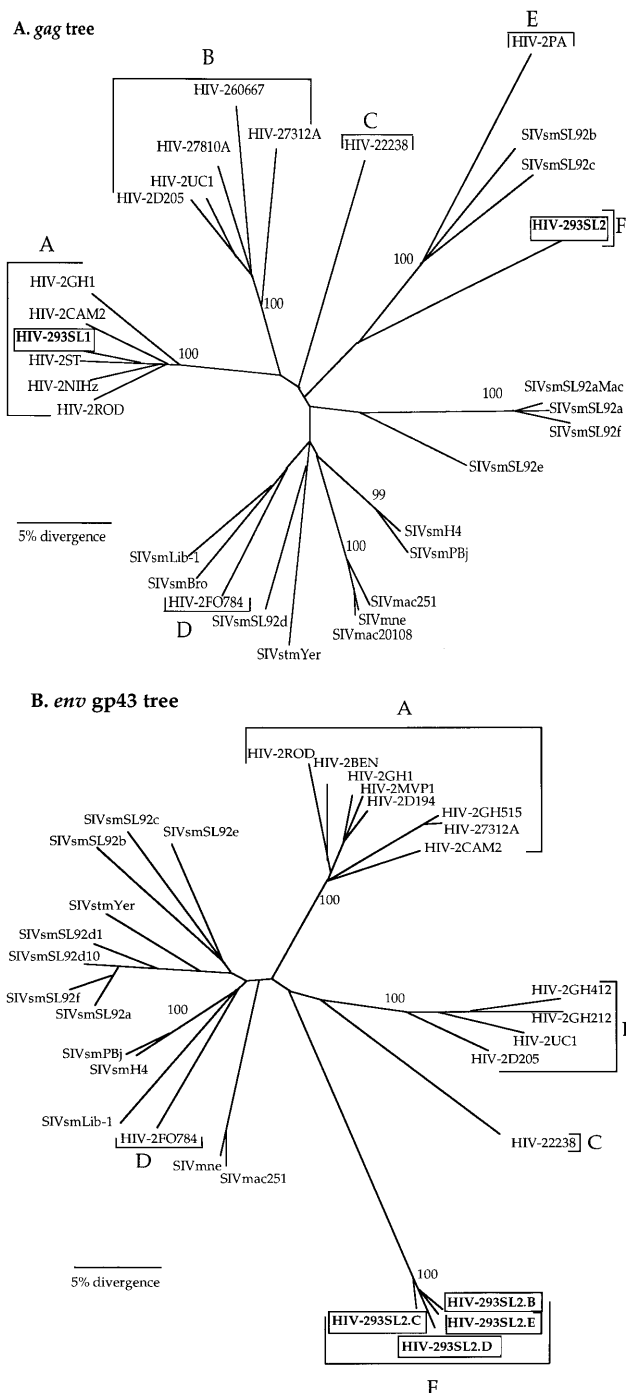 A. gag tree
E
HIV-2PA
B
HIV-260667
C
HIV-27312A
SIVsmSL92b
HIV-27810A
HIV-22238
SIVsmSL92c
HIV-2UC1
HIV-2D205
HIV-293SL2
F
A
100
HIV-2GH1
100
HIV-2CAM2
HIV-293SL1
100
HIV-2ST
HIV-2NIHz
HIV-2ROD
100
SIVsmSL92aMac
SIVsmSL92a
SIVsmSL92f
SIVsmSL92e
99
5% divergence
SIVsmH4
100
SIVsmPBj
SIVsmLib-1
SIVsmBro
HIV-2FO784
SIVmac251
D
SIVsmSL92d
SIVmne
SIVmac20108
SIVstmYer
B. env gp43 tree
A
HIV-2ROD
HIV-2BEN
HIV-2GH1
HIV-2MVP1
HIV-2D194
SIVsmSL92c
HIV-2GH515
SIVsmSL92b
SIVsmSL92e
HIV-27312A
HIV-2CAM2
100
SIVstmYer
SIVsmSL92d1
SIVsmSL92d10
SIVsmSL92f
SIVsmSL92a
100
HIV-2GH412
HIV-2GH212
100
HIV-2UC1
SIVsmPBj
HIV-2D205
SIVsmH4
SIVsmLib-1
HIV-2FO784
HIV-22238
C
D
SIVmne
SIVmac251
5% divergence
100
HIV-293SL2.B
HIV-293SL2.C
HIV-293SL2.E
HIV-293SL2.D
F